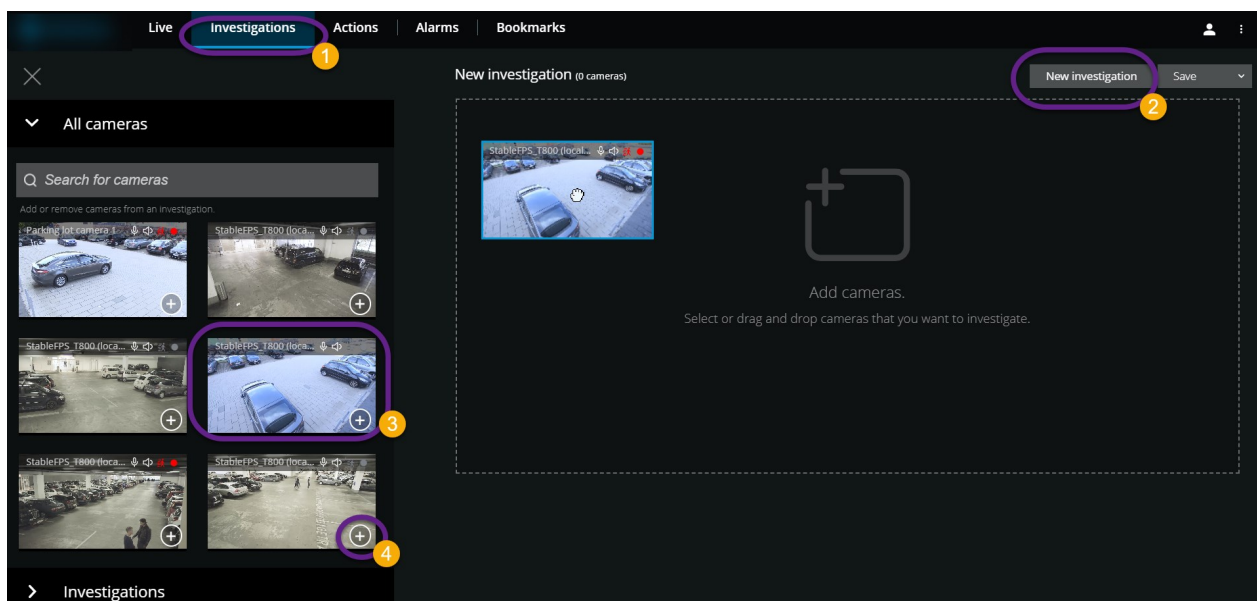 Live Investigations Actions Alarms Bookmarks
1
New investigation (0 cameras)
New investigation Save
2
All cameras
Search for cameras
Add or remove cameras from an investigation.
Parking lot camera 1
StableFPS_T800 (loca...
StableFPS_T800 (loca...
StableFPS_T800 (loca...
3
StableFPS_T800 (loca...
StableFPS_T800 (loca...
4
Investigations
StableFPS_T800 (local...
Add cameras.
Select or drag and drop cameras that you want to investigate.